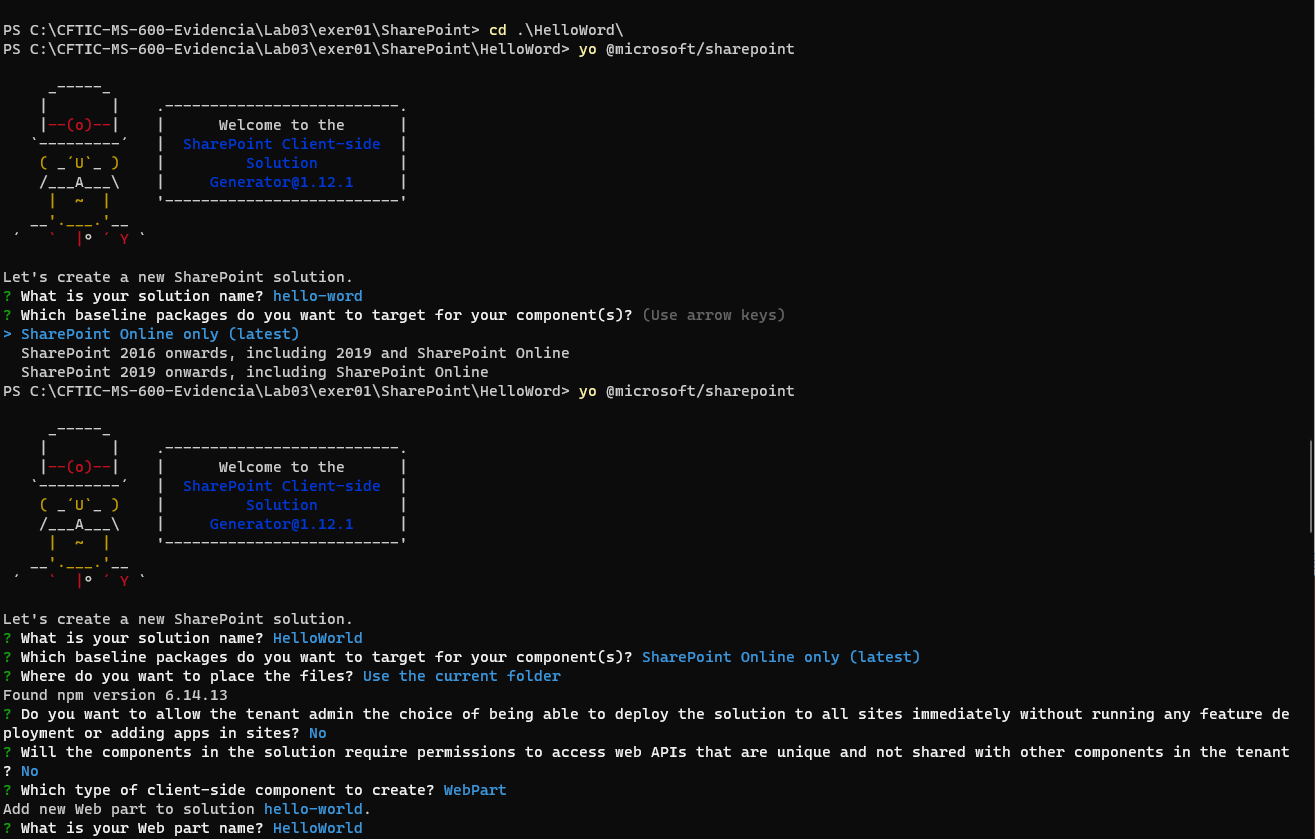 PS C:\CFTIC-MS-600-Evidencia\Lab03\exer01\SharePoint> cd .\HelloWord\
PS C:\CFTIC-MS-600-Evidencia\Lab03\exer01\SharePoint\HelloWord> yo @microsoft/sharepoint

     _-----_
    |       |    .--------------------------.
    |--(o)--|    |      Welcome to the      |
   `---------´   |  SharePoint Client-side  |
    ( _´U`_ )    |         Solution         |
    /___A___\    |     Generator@1.12.1     |
     |  ~  |     '--------------------------'
   __'.___.'__
 ´   `  |° ´ Y `

Let's create a new SharePoint solution.
? What is your solution name? hello-word
? Which baseline packages do you want to target for your component(s)? (Use arrow keys)
> SharePoint Online only (latest)
  SharePoint 2016 onwards, including 2019 and SharePoint Online
  SharePoint 2019 onwards, including SharePoint Online
PS C:\CFTIC-MS-600-Evidencia\Lab03\exer01\SharePoint\HelloWord> yo @microsoft/sharepoint

     _-----_
    |       |    .--------------------------.
    |--(o)--|    |      Welcome to the      |
   `---------´   |  SharePoint Client-side  |
    ( _´U`_ )    |         Solution         |
    /___A___\    |     Generator@1.12.1     |
     |  ~  |     '--------------------------'
   __'.___.'__
 ´   `  |° ´ Y `

Let's create a new SharePoint solution.
? What is your solution name? HelloWorld
? Which baseline packages do you want to target for your component(s)? SharePoint Online only (latest)
? Where do you want to place the files? Use the current folder
Found npm version 6.14.13
? Do you want to allow the tenant admin the choice of being able to deploy the solution to all sites immediately without running any feature de
ployment or adding apps in sites? No
? Will the components in the solution require permissions to access web APIs that are unique and not shared with other components in the tenant
? No
? Which type of client-side component to create? WebPart
Add new Web part to solution hello-world.
? What is your Web part name? HelloWorld